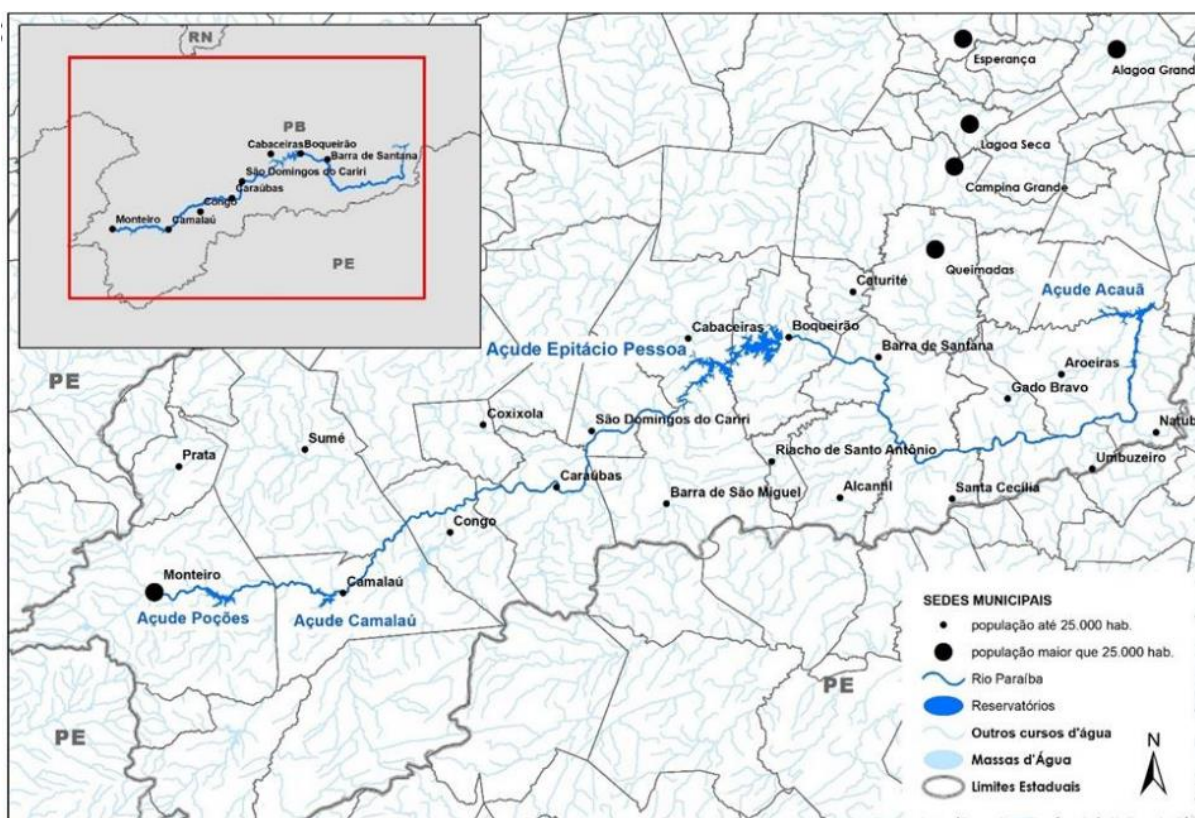 RN
PB
Cabaceiras
Boqueirão
Barra de Santana
São Domingos do Cariri
Caraúbas
Congo
Monteiro
Camalaú
PE
Esperança
Alagoa Grand
Lagoa Seca
Campina Grande
Queimadas
Caturité
Açude Acauã
Cabaceiras
Boqueirão
Açude Epitácio Pessoa
Barra de Santana
PE
Aroeiras
Gado Bravo
Coxixola
São Domingos do Cariri
Natub
Sumé
Prata
Riacho de Santo Antônio
Umbuzeiro
Caraúbas
Barra de São Miguel
Alcantil
Santa Cecília
Congo
Monteiro
Camalaú
Açude Poções
Açude Camalaú
PE
PE
SEDES MUNICIPAIS
população até 25.000 hab.
população maior que 25.000 hab.
Rio Paraíba
Reservatórios
Outros cursos d'água
Massas d'Água
Limites Estaduais
N